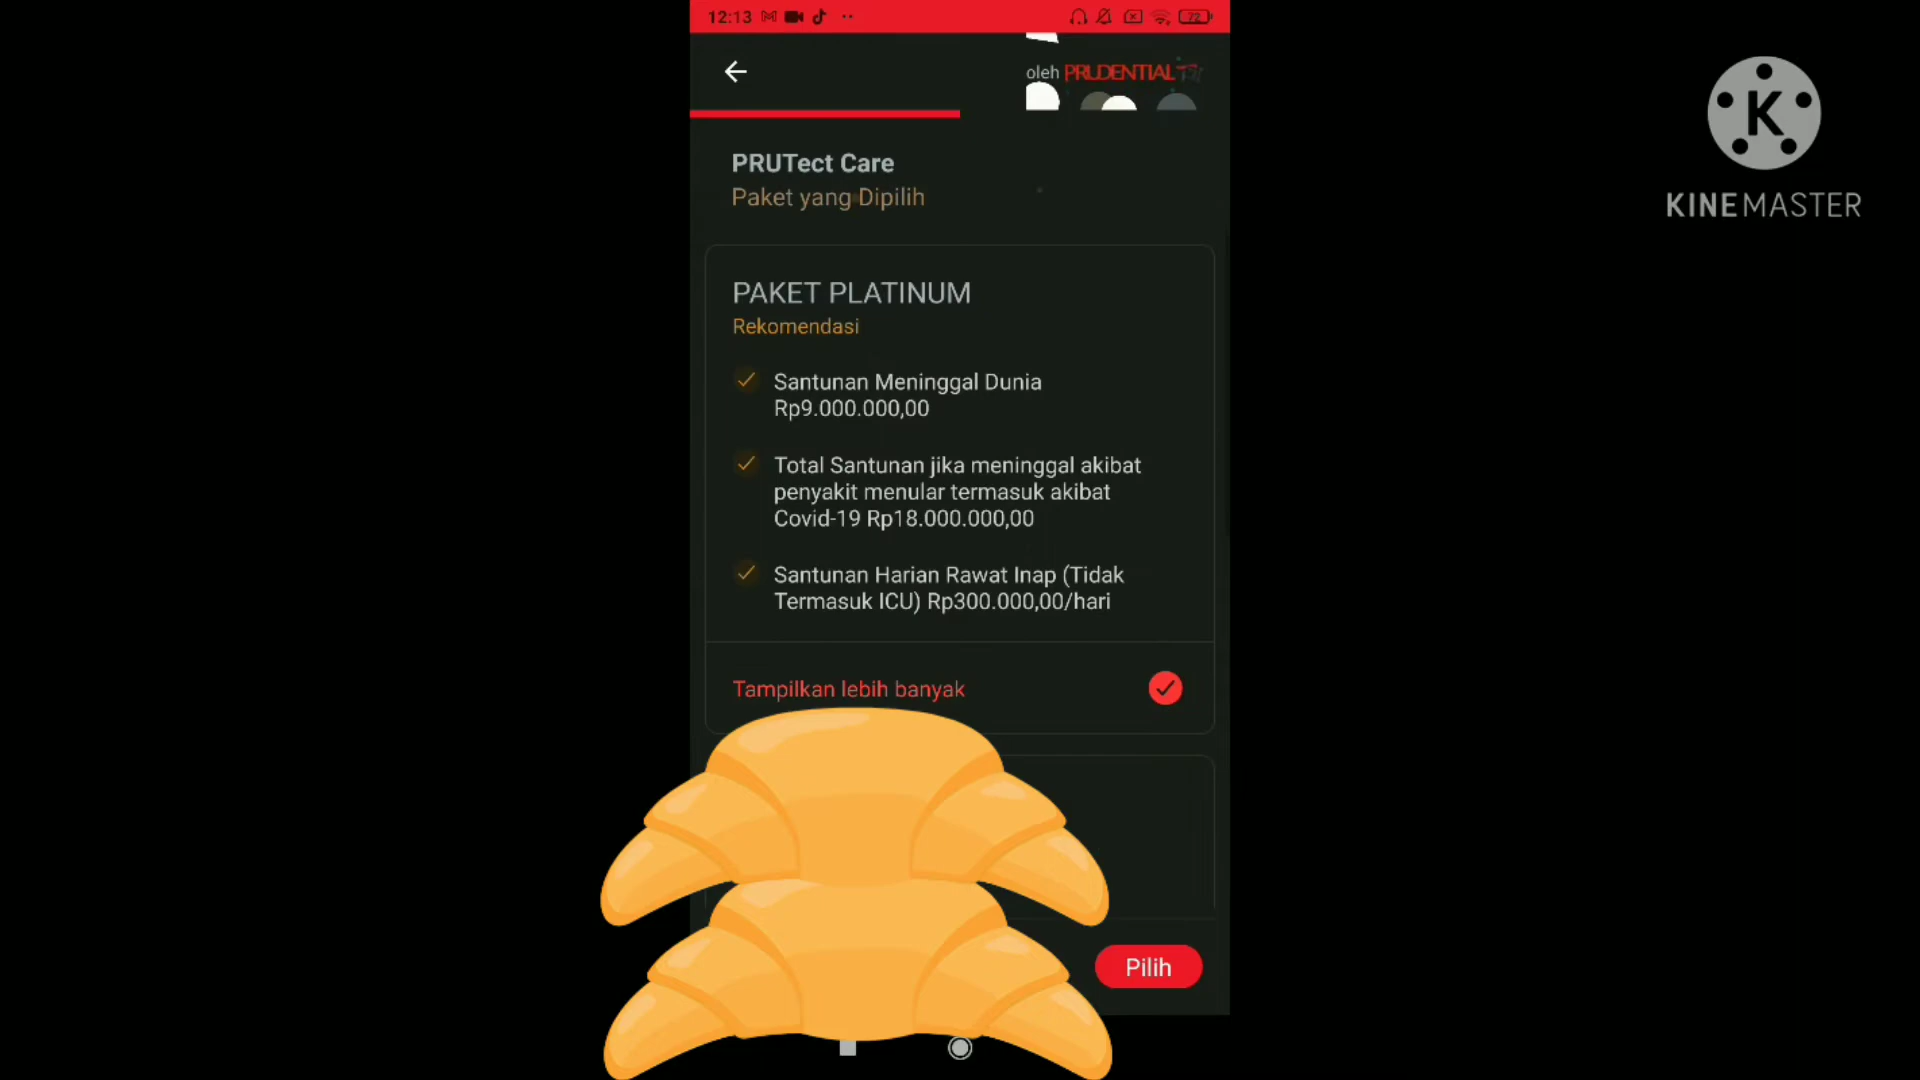 12:13
72
oleh PRUDENTIAL
PRUTect Care
Paket yang Dipilih
PAKET PLATINUM
Rekomendasi
Santunan Meninggal Dunia
Rp9.000.000,00
Total Santunan jika meninggal akibat
penyakit menular termasuk akibat
Covid-19 Rp18.000.000,00
Santunan Harian Rawat Inap (Tidak
Termasuk ICU) Rp300.000,00/hari
Tampilkan lebih banyak
Pilih
K
KINEMASTER